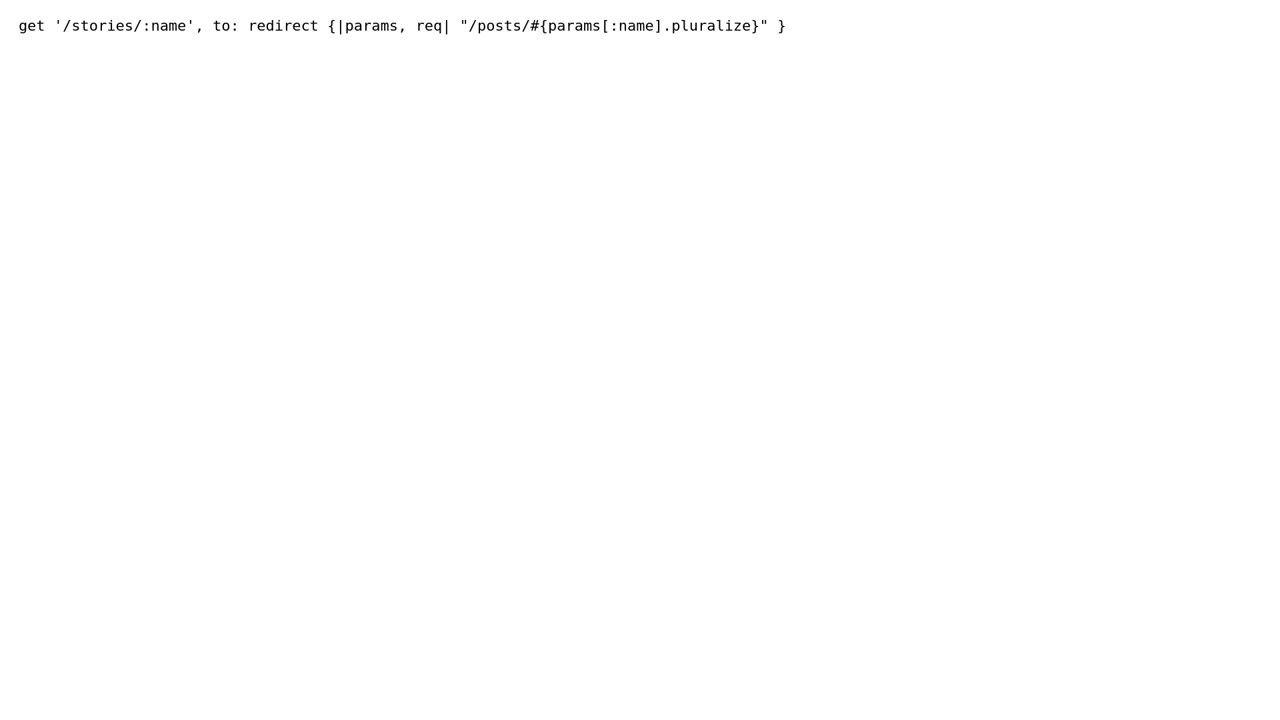 get '/stories/:name', to: redirect {|params, req| "/posts/#{params[:name].pluralize}" }